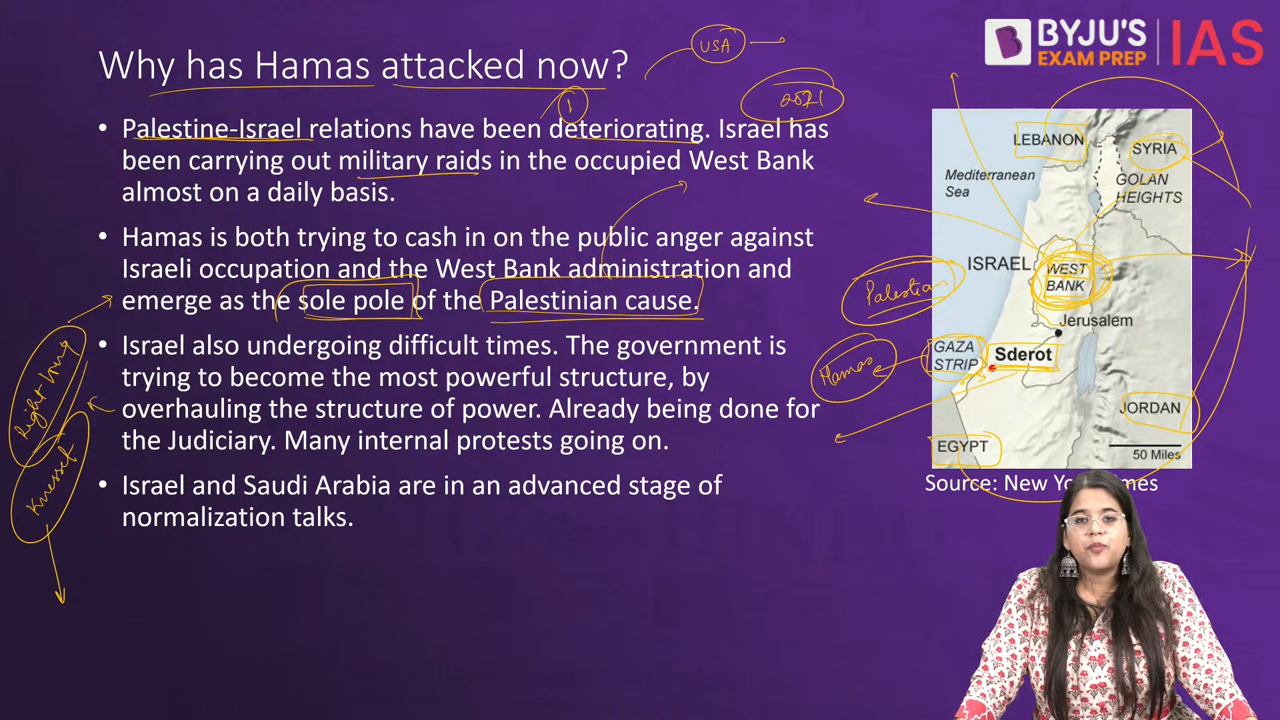 Why has Hamas attacked now?
USA
2021
1
BYJU'S
EXAM PREP
IAS
• Palestine-Israel relations have been deteriorating. Israel has
been carrying out military raids in the occupied West Bank
almost on a daily basis.
• Hamas is both trying to cash in on the public anger against
Israeli occupation and the West Bank administration and
emerge as the sole pole of the Palestinian cause.
• Israel also undergoing difficult times. The government is
trying to become the most powerful structure, by
overhauling the structure of power. Already being done for
the Judiciary. Many internal protests going on.
• Israel and Saudi Arabia are in an advanced stage of
normalization talks.
Right Wing
Knesset
Palestian
Hamas
LEBANON
SYRIA
Mediterranean
Sea
GOLAN
HEIGHTS
ISRAEL
WEST
BANK
Jerusalem
GAZA
STRIP
Sderot
JORDAN
EGYPT
50 Miles
Source: New